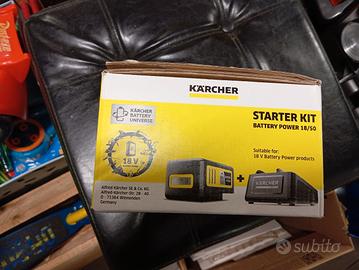 KÄRCHER
KÄRCHER
BATTERY
UNIVERSE
18 V
STARTER KIT
BATTERY POWER 18/50
Suitable for:
18 V Battery Power products
KÄRCHER
Alfred Kärcher SE & Co. KG
Alfred-Kärcher-Str. 28 - 40
D - 71364 Winnenden
Germany
subito